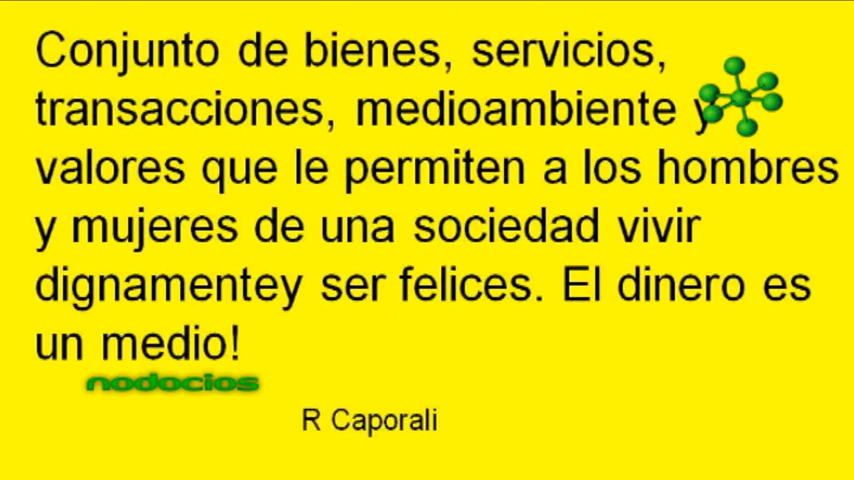 Conjunto de bienes, servicios,
transacciones, medioambiente y
valores que le permiten a los hombres
y mujeres de una sociedad vivir
dignamentey ser felices. El dinero es
un medio!
nodocios
R Caporali